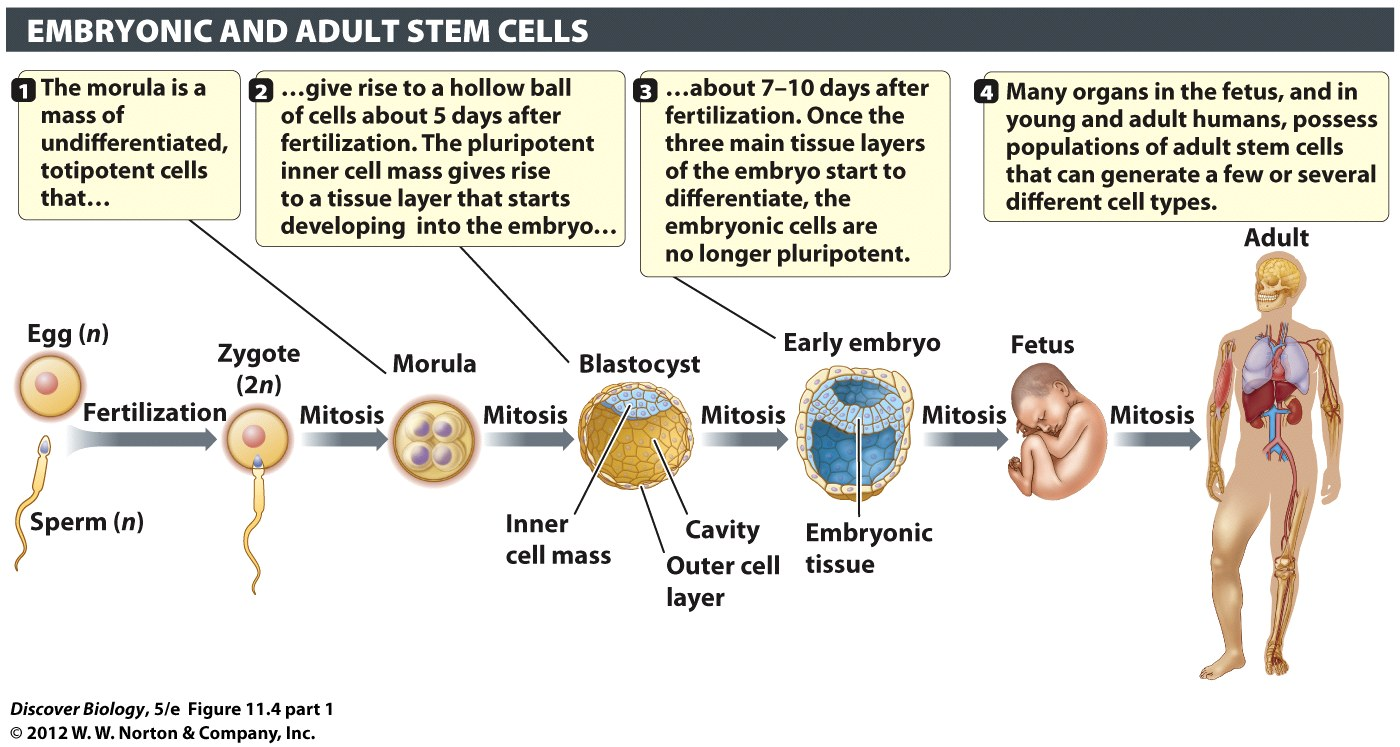 EMBRYONIC AND ADULT STEM CELLS
1 The morula is a
mass of
undifferentiated,
totipotent cells
that…
2 …give rise to a hollow ball
of cells about 5 days after
fertilization. The pluripotent
inner cell mass gives rise
to a tissue layer that starts
developing into the embryo…
3 …about 7–10 days after
fertilization. Once the
three main tissue layers
of the embryo start to
differentiate, the
embryonic cells are
no longer pluripotent.
4 Many organs in the fetus, and in
young and adult humans, possess
populations of adult stem cells
that can generate a few or several
different cell types.
Adult
Egg (n)
Zygote
(2n)
Morula
Blastocyst
Early embryo
Fetus
Fertilization
Mitosis
Mitosis
Mitosis
Mitosis
Mitosis
Sperm (n)
Inner
cell mass
Cavity
Outer cell
layer
Embryonic
tissue
Discover Biology, 5/e Figure 11.4 part 1
© 2012 W. W. Norton & Company, Inc.